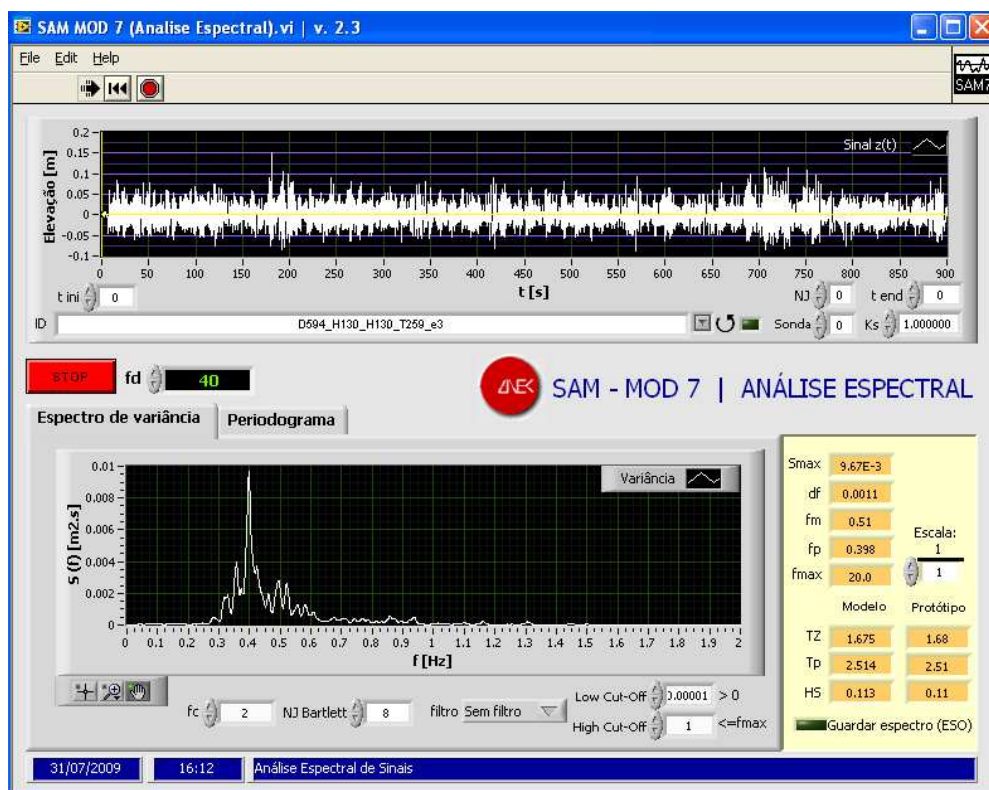 SAM MOD 7 (Analise Espectral).vi | v. 2.3
File Edit Help
SAM7
Sinal z(t)
Elevação [m]
0.2
0.15
0.1
0.05
0
-0.05
-0.1
0 50 100 150 200 250 300 350 400 450 500 550 600 650 700 750 800 850 900
t [s]
t ini 0 NJ 0 t end 0
ID D594_H130_H130_T259_e3 Sonda 0 Ks 1.000000
STOP fd 40
LNEC SAM - MOD 7 | ANÁLISE ESPECTRAL
Espectro de variância Periodograma
Variância
S (f) [m2.s]
0.01
0.008
0.006
0.004
0.002
0
0 0.1 0.2 0.3 0.4 0.5 0.6 0.7 0.8 0.9 1 1.1 1.2 1.3 1.4 1.5 1.6 1.7 1.8 1.9 2
f [Hz]
fc 2 NJ Bartlett 8 filtro Sem filtro
Low Cut-Off 0.00001 > 0
High Cut-Off 1 <=fmax
Smax 9.67E-3
df 0.0011
fm 0.51
fp 0.398
fmax 20.0
Escala:
1
1
Modelo Protótipo
TZ 1.675 1.68
Tp 2.514 2.51
HS 0.113 0.11
Guardar espectro (ESO)
31/07/2009 16:12 Análise Espectral de Sinais